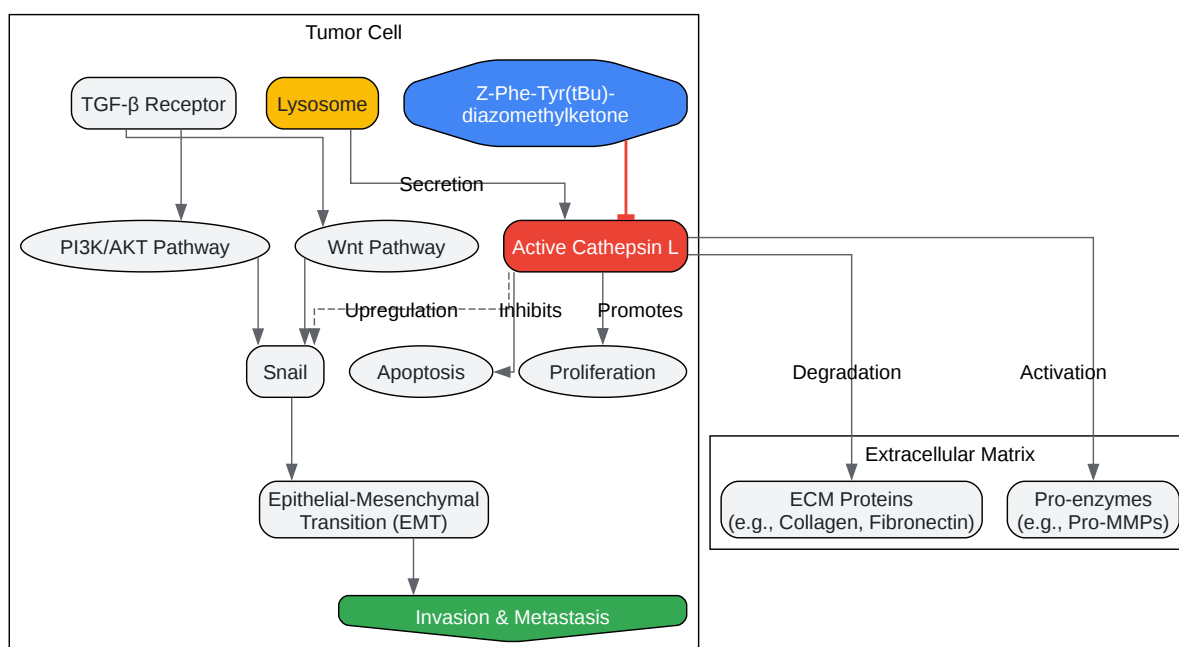 Tumor Cell
TGF-β Receptor
Lysosome
Z-Phe-Tyr(tBu)-
diazomethylketone
Secretion
PI3K/AKT Pathway
Wnt Pathway
Active Cathepsin L
Upregulation
Inhibits
Promotes
Snail
Apoptosis
Proliferation
Degradation
Activation
Extracellular Matrix
Epithelial-Mesenchymal
Transition (EMT)
ECM Proteins
(e.g., Collagen, Fibronectin)
Pro-enzymes
(e.g., Pro-MMPs)
Invasion & Metastasis